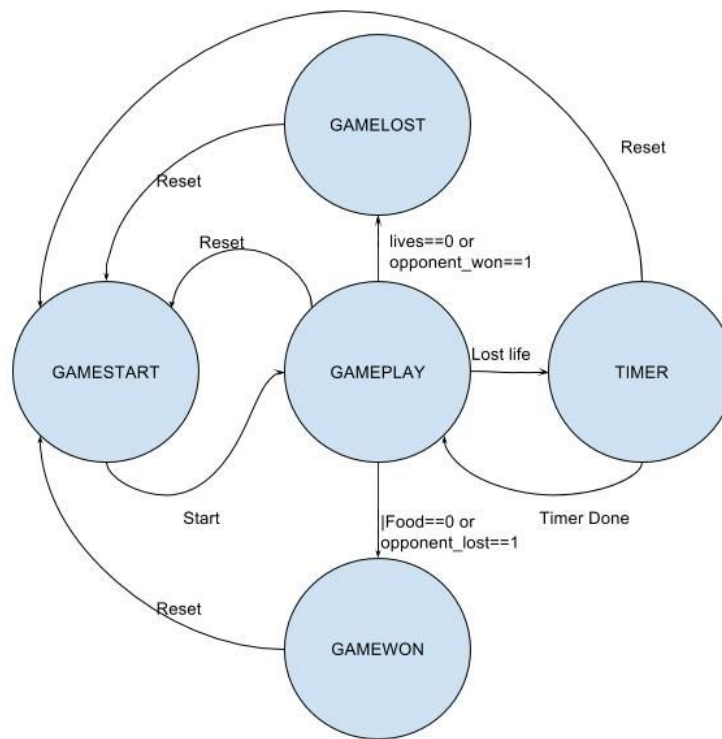 GAMELOST
Reset
Reset
Reset
lives==0 or
opponent_won==1
GAMESTART
GAMEPLAY
Lost life
TIMER
Start
|Food==0 or
opponent_lost==1
Timer Done
Reset
GAMEWON